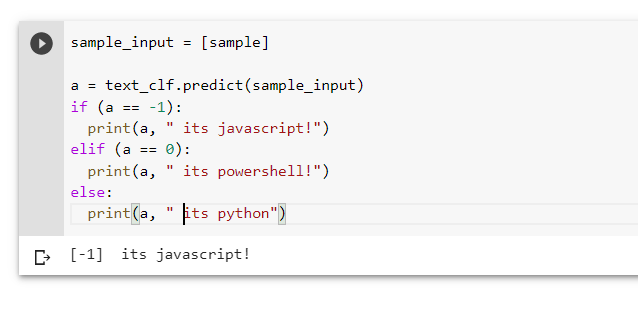 sample_input = [sample]
a = text_clf.predict(sample_input)
if (a == -1):
  print(a, " its javascript!")
elif (a == 0):
  print(a, " its powershell!")
else:
  print(a, " its python")
[-1]  its javascript!